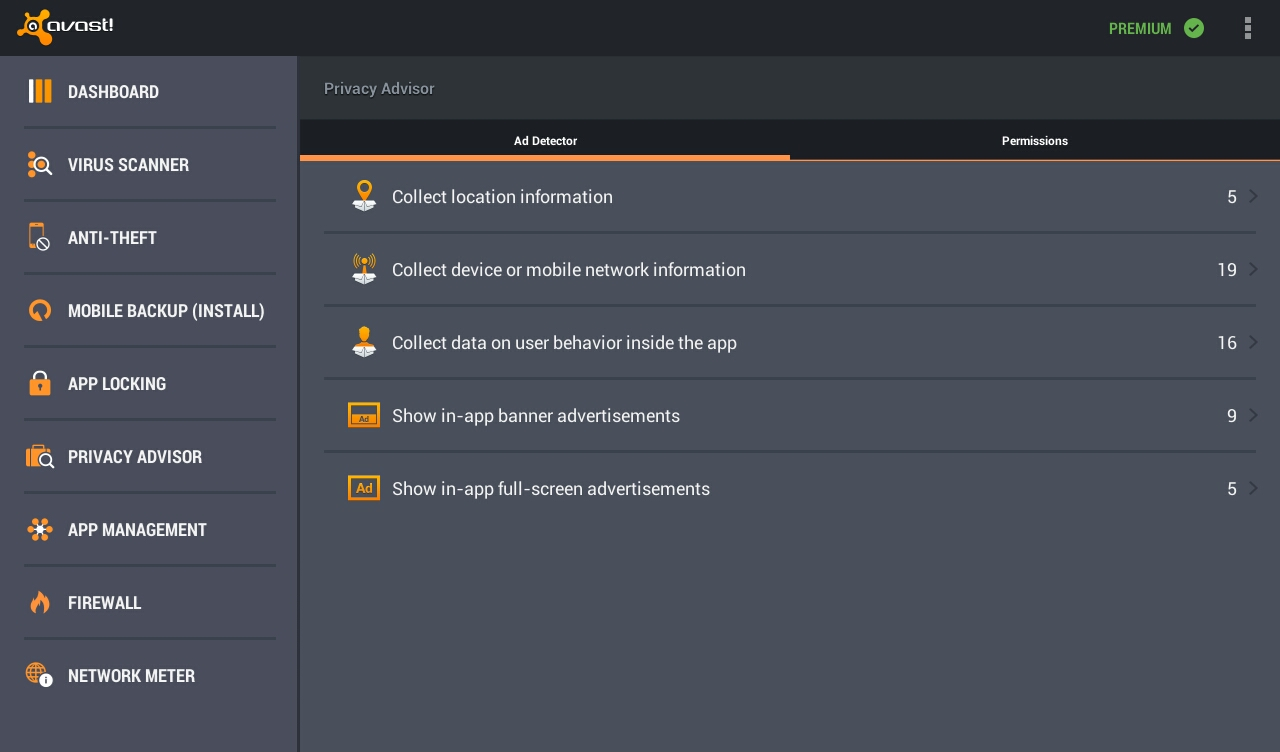 avast!
PREMIUM
DASHBOARD
VIRUS SCANNER
ANTI-THEFT
MOBILE BACKUP (INSTALL)
APP LOCKING
PRIVACY ADVISOR
APP MANAGEMENT
FIREWALL
NETWORK METER
Privacy Advisor
Ad Detector
Permissions
Collect location information 5
Collect device or mobile network information 19
Collect data on user behavior inside the app 16
Ad
Show in-app banner advertisements 9
Ad
Show in-app full-screen advertisements 5